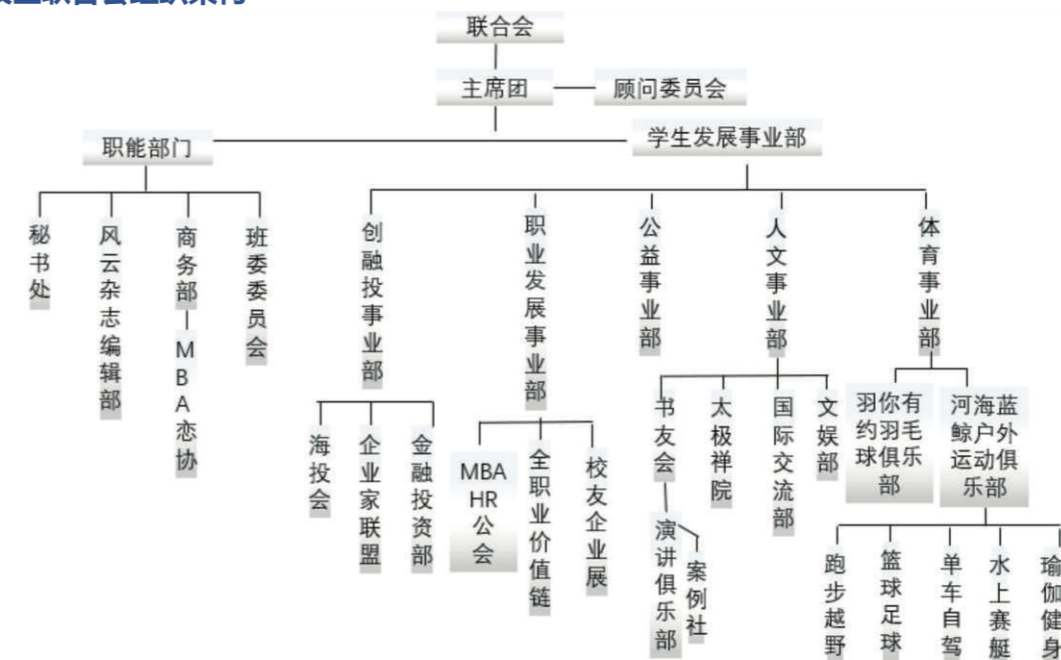 联合会
主席团
顾问委员会
职能部门
学生发展事业部
秘书处
风云杂志编辑部
商务部
MBA恋协
班委委员会
创融投事业部
职业发展事业部
公益事业部
人文事业部
体育事业部
海投会
企业家联盟
金融投资部
MBA
HR
公
会
全职业价值链
校友企业展
书友会
太极禅院
国际交流部
文娱部
演讲俱乐部
案例社
羽你有
约羽毛
球俱乐
部
河海蓝
鲸户外
运动俱
乐部
跑步越野
篮球足球
单车自驾
水上赛艇
瑜伽健身